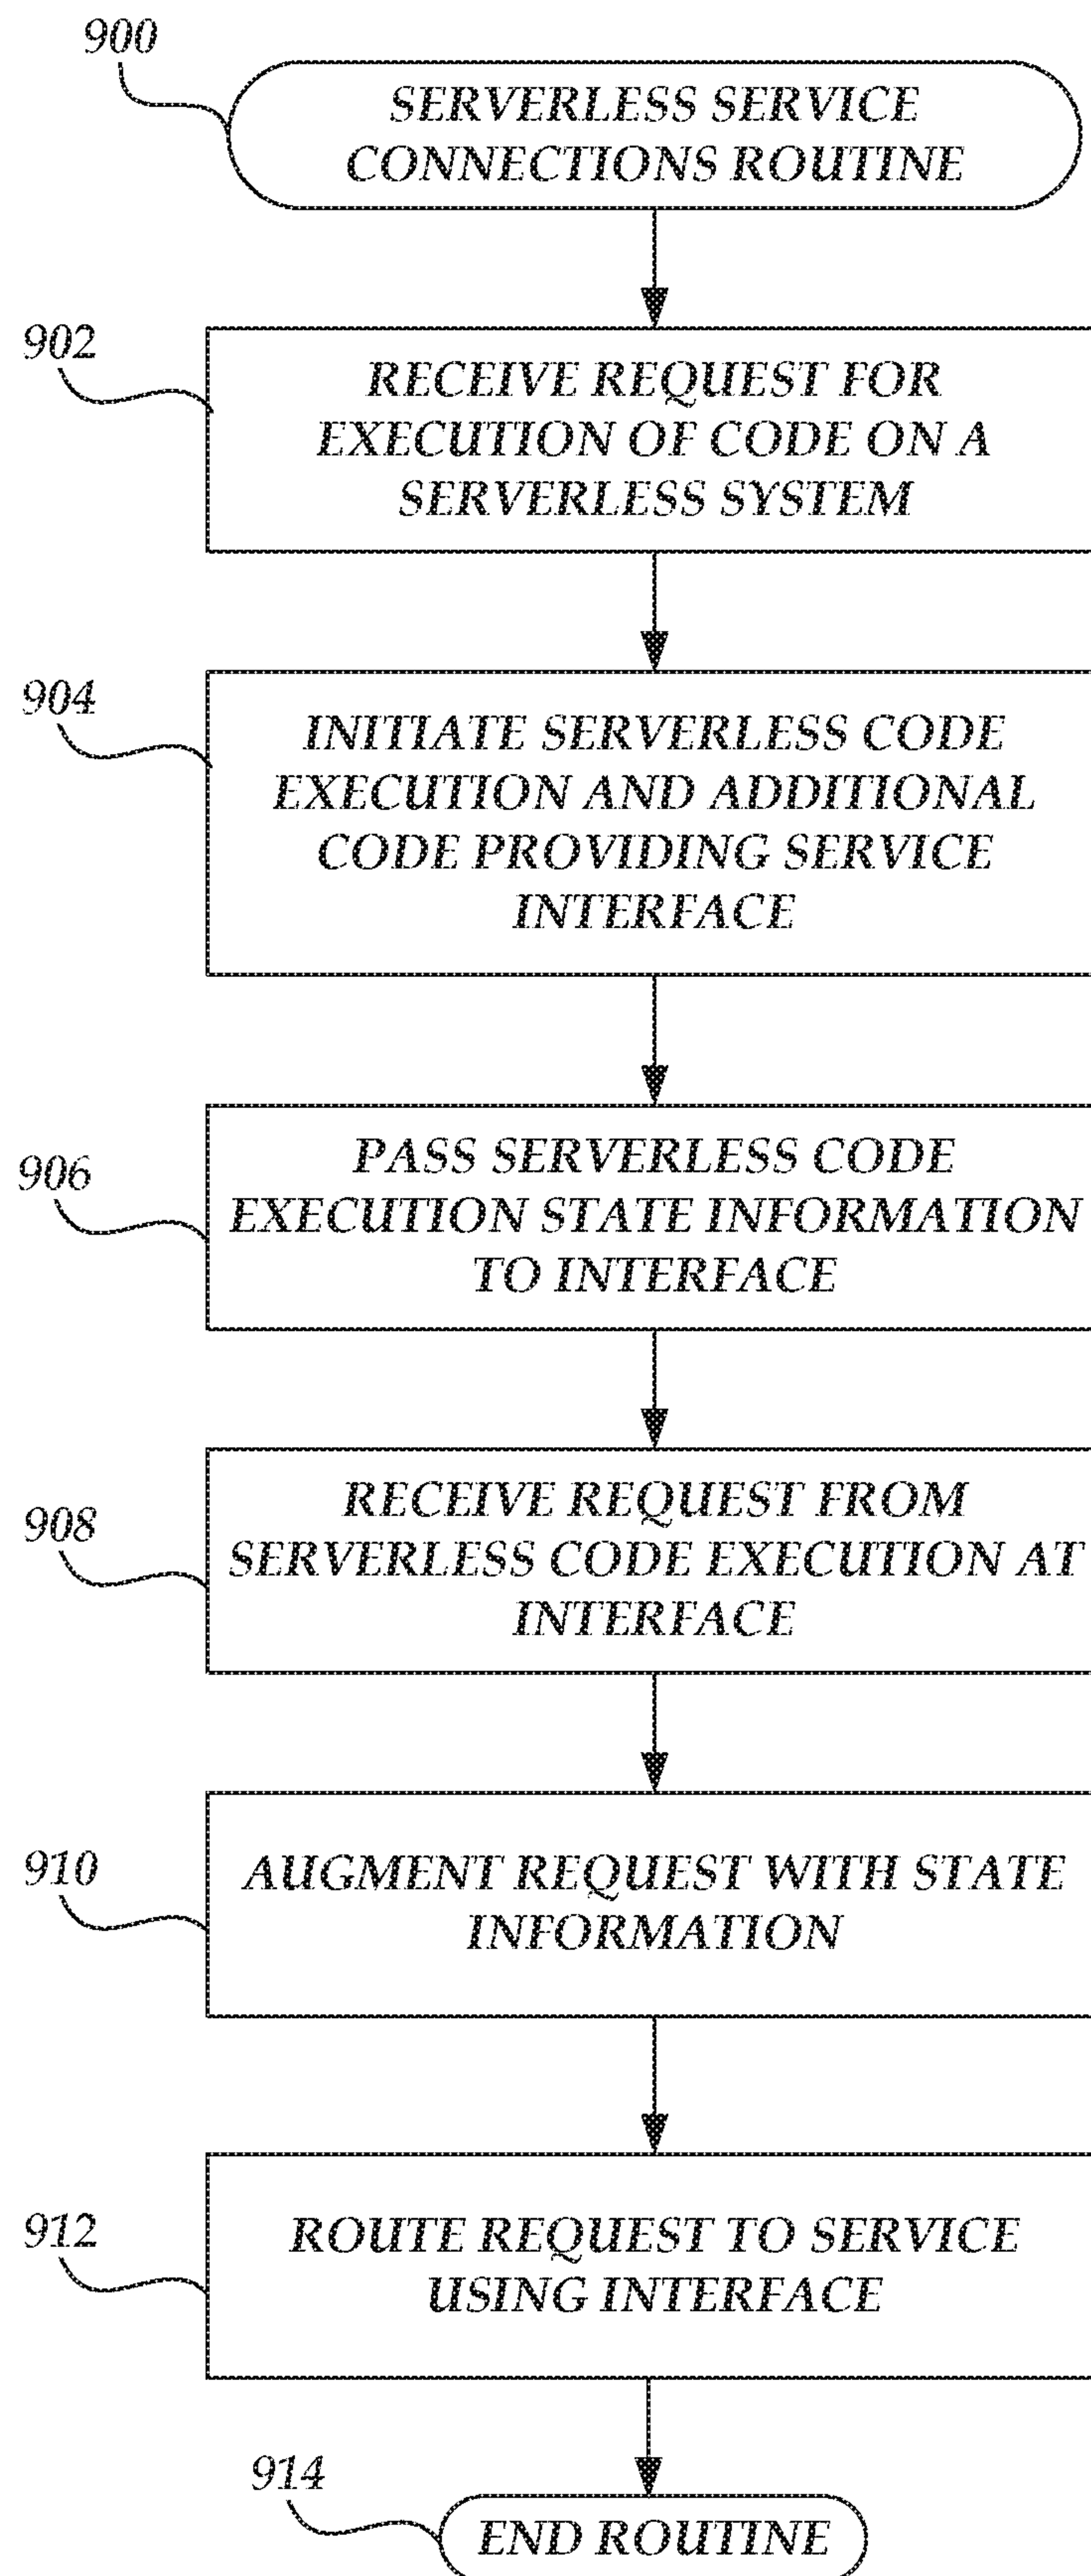 900
SERVERLESS SERVICE
CONNECTIONS ROUTINE
902
RECEIVE REQUEST FOR
EXECUTION OF CODE ON A
SERVERLESS SYSTEM
904
INITIATE SERVERLESS CODE
EXECUTION AND ADDITIONAL
CODE PROVIDING SERVICE
INTERFACE
906
PASS SERVERLESS CODE
EXECUTION STATE INFORMATION
TO INTERFACE
908
RECEIVE REQUEST FROM
SERVERLESS CODE EXECUTION AT
INTERFACE
910
AUGMENT REQUEST WITH STATE
INFORMATION
912
ROUTE REQUEST TO SERVICE
USING INTERFACE
914
END ROUTINE